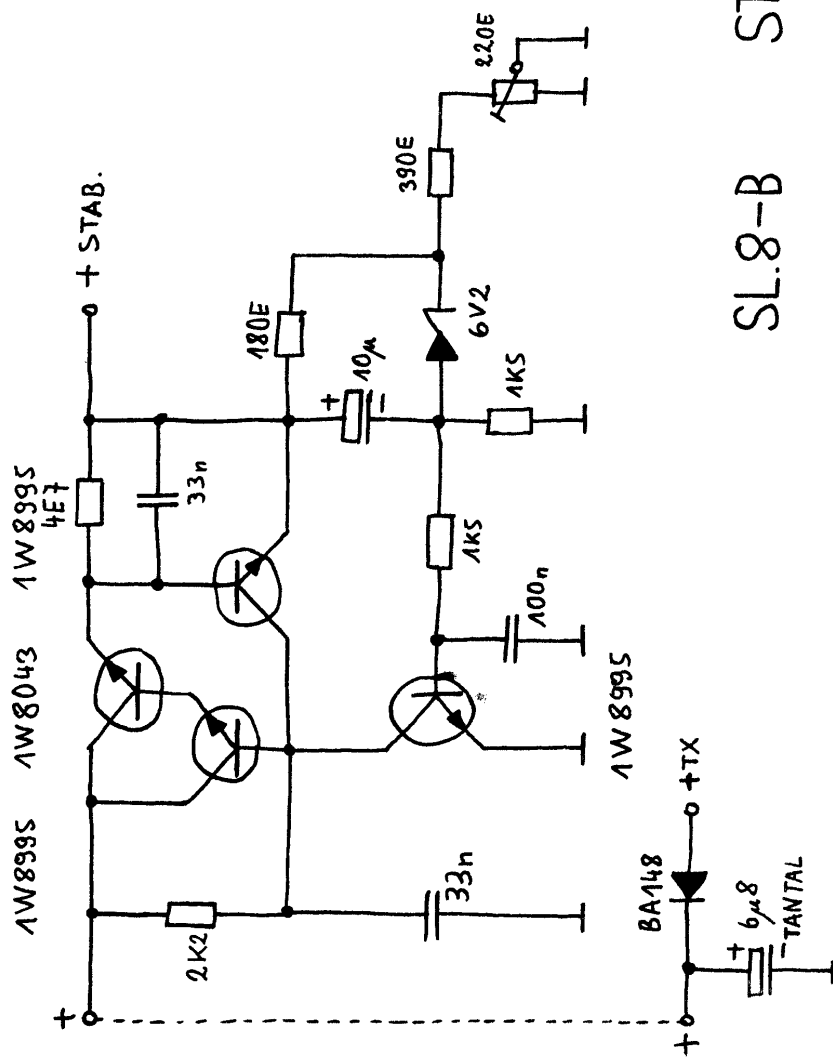 1W8995
1W8043
1W8995
4E7
+ STAB.
+
33n
2K2
180E
+
10µ
−
390E
220E
6V2
1K5
1K5
100n
33n
1W8995
BA148
+TX
+
+
6µ8
−
TANTAL
SL.8-B